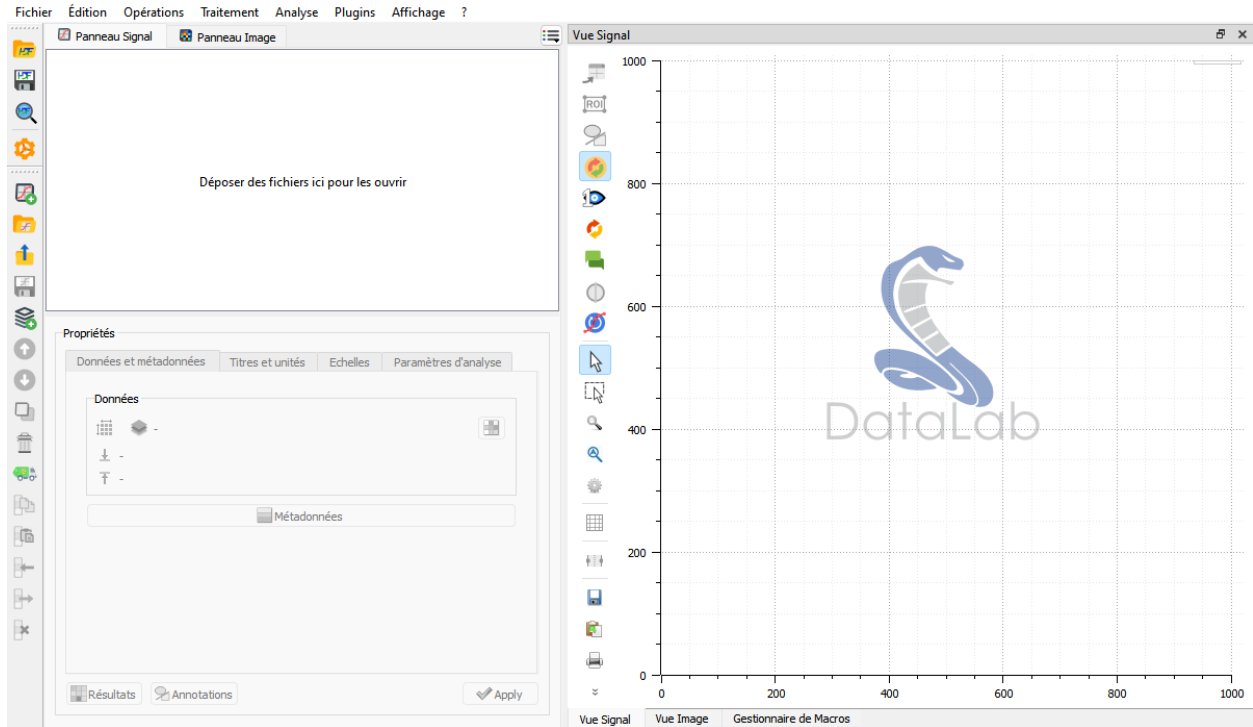 Fichier Édition Opérations Traitement Analyse Plugins Affichage ?
Panneau Signal Panneau Image
Déposer des fichiers ici pour les ouvrir
Propriétés
Données et métadonnées Titres et unités Echelles Paramètres d'analyse
Données
-
-
-
Métadonnées
Résultats Annotations Apply
Vue Signal
ROI
1000
800
600
400
200
0
0 200 400 600 800 1000
DataLab
Vue Signal Vue Image Gestionnaire de Macros